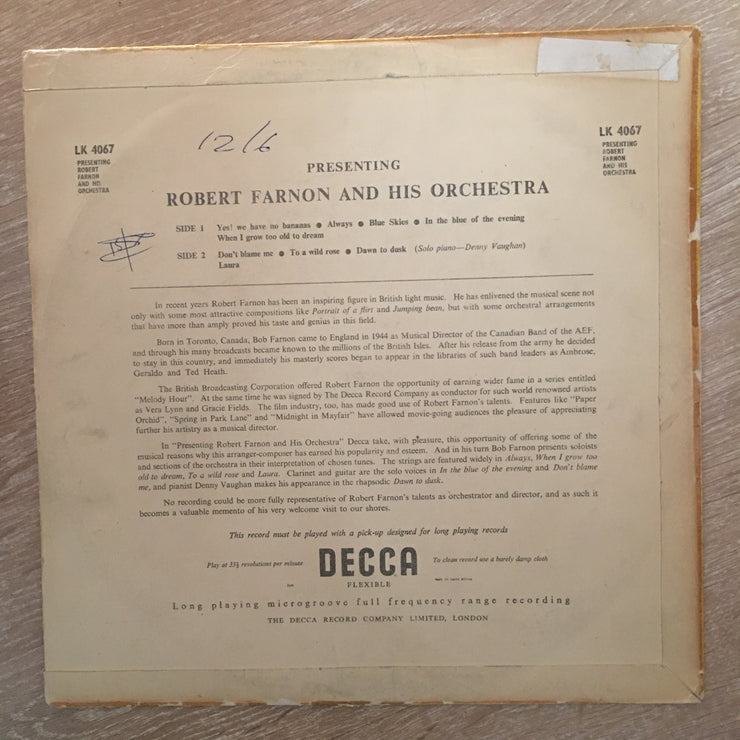 LK 4067
PRESENTING
ROBERT
FARNON
AND HIS
ORCHESTRA
12/6
LK 4067
PRESENTING
ROBERT
FARNON
AND HIS
ORCHESTRA
PRESENTING
ROBERT FARNON AND HIS ORCHESTRA
SIDE 1 Yes! we have no bananas ● Always ● Blue Skies ● In the blue of the evening
When I grow too old to dream
SIDE 2 Don't blame me ● To a wild rose ● Dawn to dusk (Solo piano—Denny Vaughan)
Laura
In recent years Robert Farnon has been an inspiring figure in British light music. He has enlivened the musical scene not
only with some most attractive compositions like Portrait of a flirt and Jumping bean, but with some orchestral arrangements
that have more than amply proved his taste and genius in this field.
Born in Toronto, Canada, Bob Farnon came to England in 1944 as Musical Director of the Canadian Band of the AEF,
and through his many broadcasts became known to the millions of the British Isles. After his release from the army he decided
to stay in this country, and immediately his masterly scores began to appear in the libraries of such band leaders as Ambrose,
Geraldo and Ted Heath.
The British Broadcasting Corporation offered Robert Farnon the opportunity of earning wider fame in a series entitled
"Melody Hour". At the same time he was signed by The Decca Record Company as conductor for such world renowned artists
as Vera Lynn and Gracie Fields. The film industry, too, has made good use of Robert Farnon's talents. Features like "Paper
Orchid", "Spring in Park Lane" and "Midnight in Mayfair" have allowed movie-going audiences the pleasure of appreciating
further his artistry as a musical director.
In "Presenting Robert Farnon and His Orchestra" Decca take, with pleasure, this opportunity of offering some of the
musical reasons why this arranger-composer has earned his popularity and esteem. And in his turn Bob Farnon presents soloists
and sections of the orchestra in their interpretation of chosen tunes. The strings are featured widely in Always, When I grow too
old to dream, To a wild rose and Laura. Clarinet and guitar are the solo voices in In the blue of the evening and Don't blame
me, and pianist Denny Vaughan makes his appearance in the rhapsodic Dawn to dusk.
No recording could be more fully representative of Robert Farnon's talents as orchestrator and director, and as such it
becomes a valuable memento of his very welcome visit to our shores.
This record must be played with a pick-up designed for long playing records
Play at 33⅓ revolutions per minute DECCA To clean record use a barely damp cloth
FLEXIBLE
Long playing microgroove full frequency range recording
THE DECCA RECORD COMPANY LIMITED, LONDON